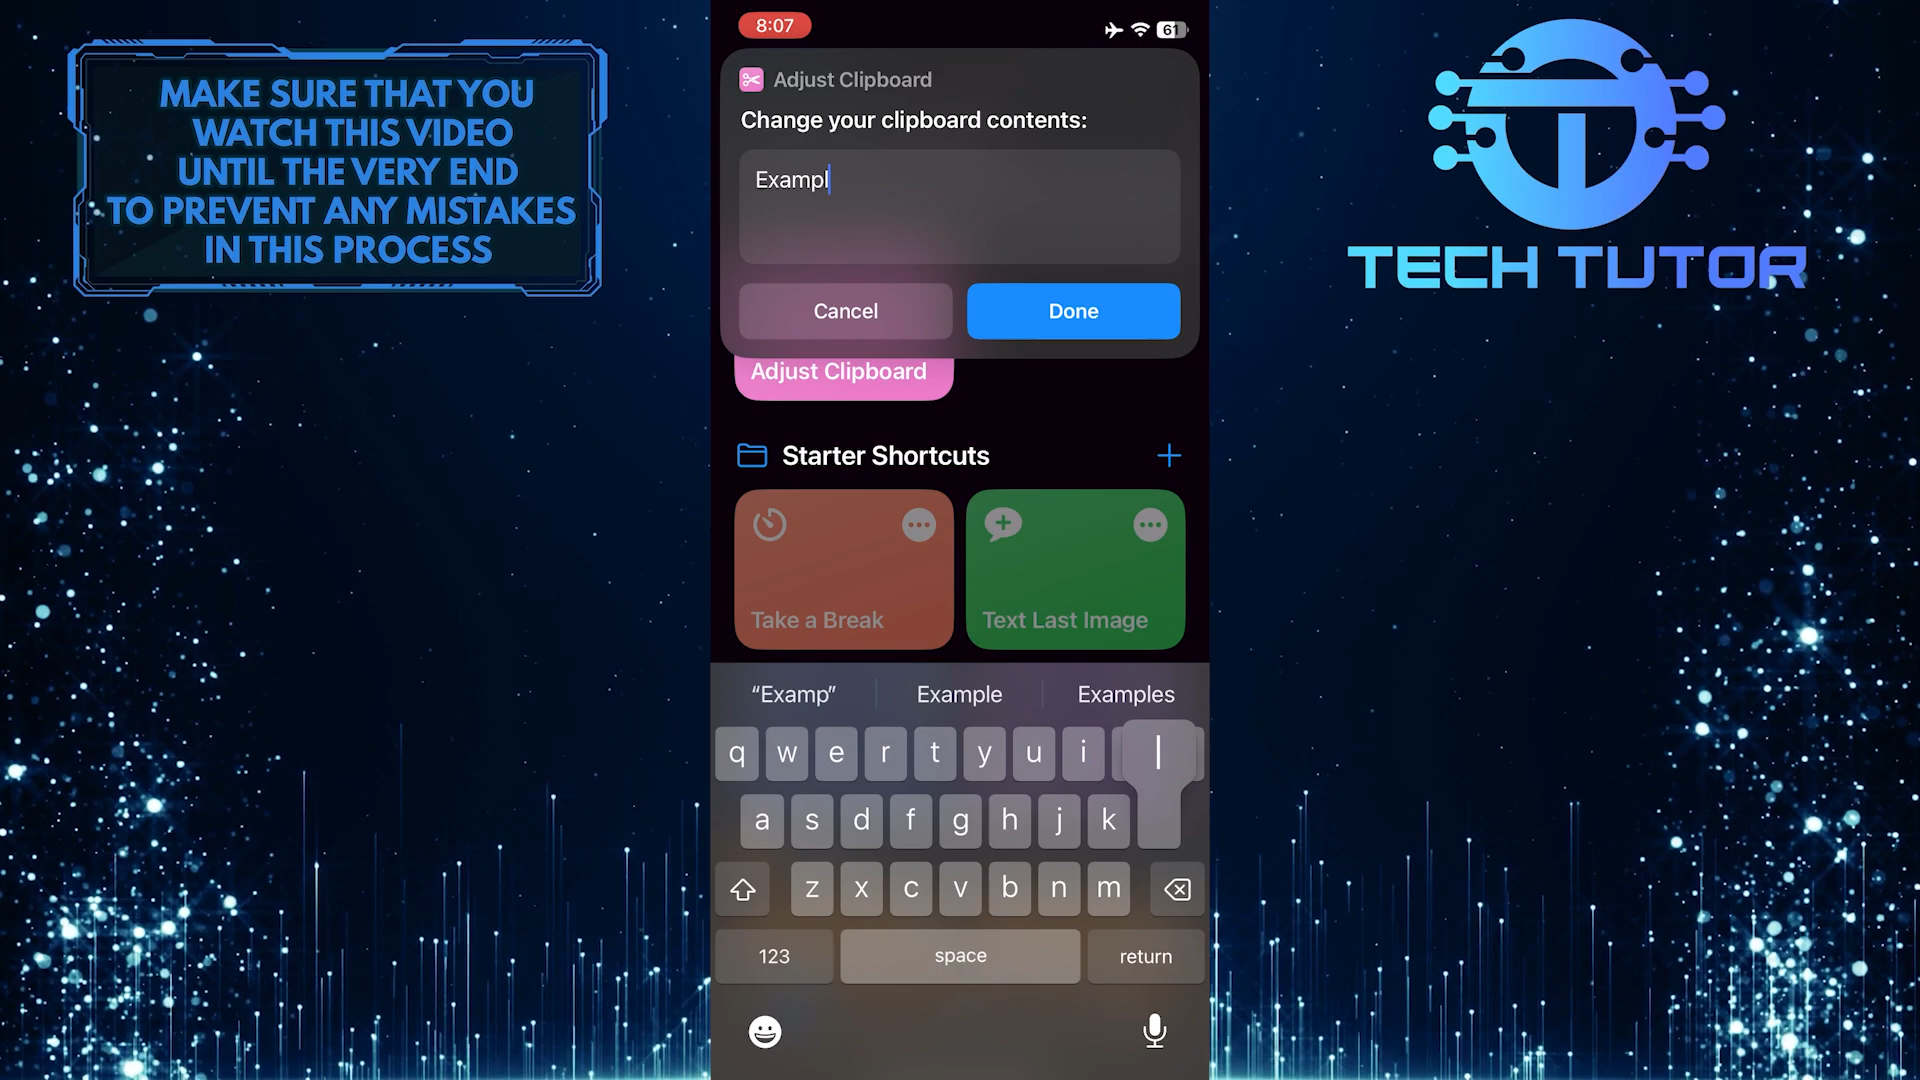 MAKE SURE THAT YOU
WATCH THIS VIDEO
UNTIL THE VERY END
TO PREVENT ANY MISTAKES
IN THIS PROCESS
8:07
61
Adjust Clipboard
Change your clipboard contents:
Exampl
Cancel
Done
Adjust Clipboard
Starter Shortcuts
Take a Break
Text Last Image
“Examp”
Example
Examples
q w e r t y u i
a s d f g h j k l
z x c v b n m
123
space
return
TECH TUTOR